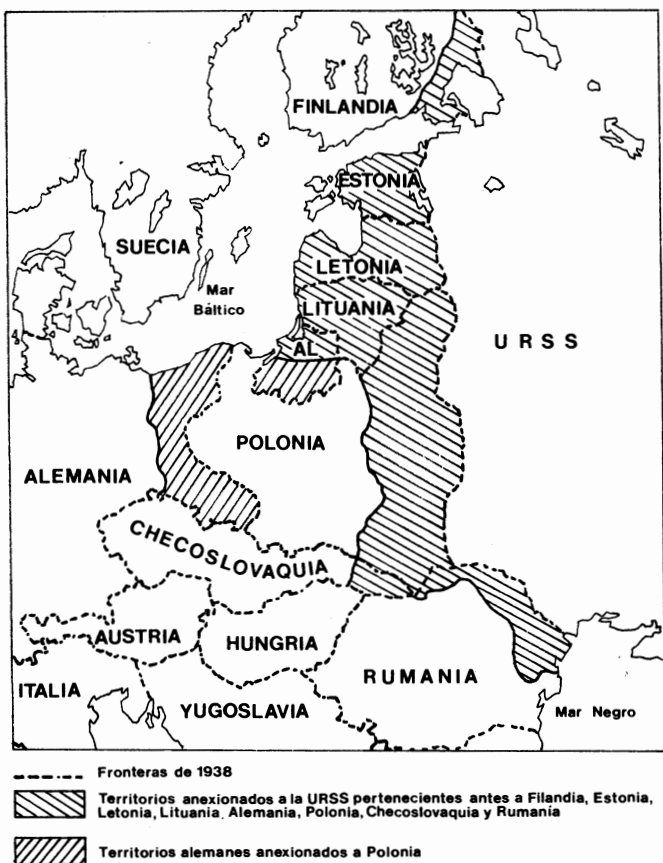 FINLANDIA
ESTONIA
SUECIA
LETONIA
Mar
Báltico
LITUANIA
URSS
AL
POLONIA
ALEMANIA
CHECOSLOVAQUIA
AUSTRIA
HUNGRIA
RUMANIA
ITALIA
YUGOSLAVIA
Mar Negro
Fronteras de 1938
Territorios anexionados a la URSS pertenecientes antes a Filandia, Estonia,
Letonia, Lituania, Alemania, Polonia, Checoslovaquia y Rumanía
Territorios alemanes anexionados a Polonia